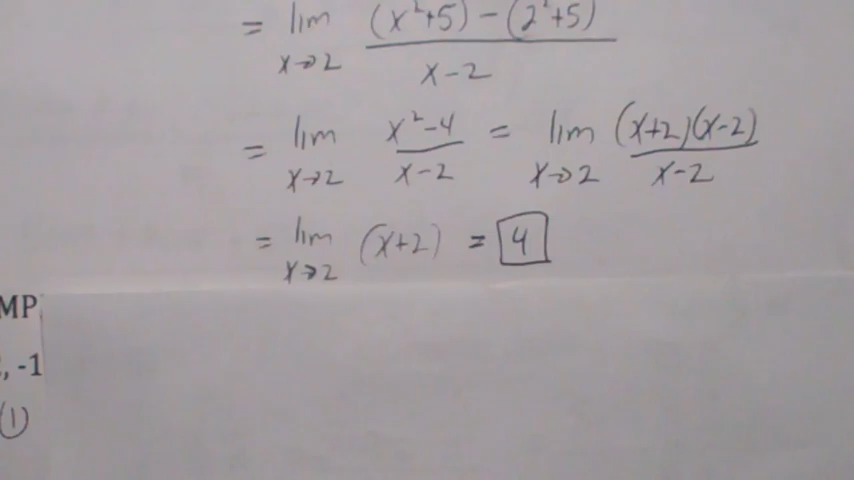 = lim x→2 (x²+5) - (2²+5) / x-2
= lim x→2 x²-4 / x-2 = lim x→2 (x+2)(x-2) / x-2
= lim x→2 (x+2) = 4
MP
, -1
(1)